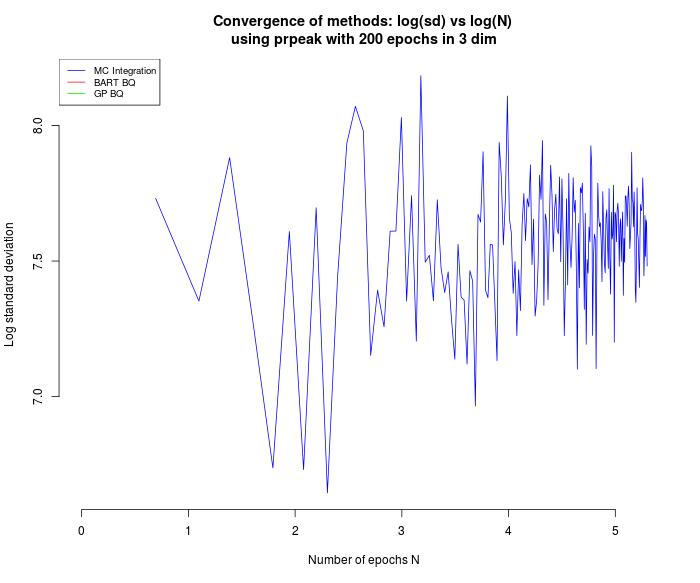 Convergence of methods: log(sd) vs log(N)
using prpeak with 200 epochs in 3 dim
MC Integration
BART BQ
GP BQ
8.0
7.5
7.0
Log standard deviation
0 1 2 3 4 5
Number of epochs N